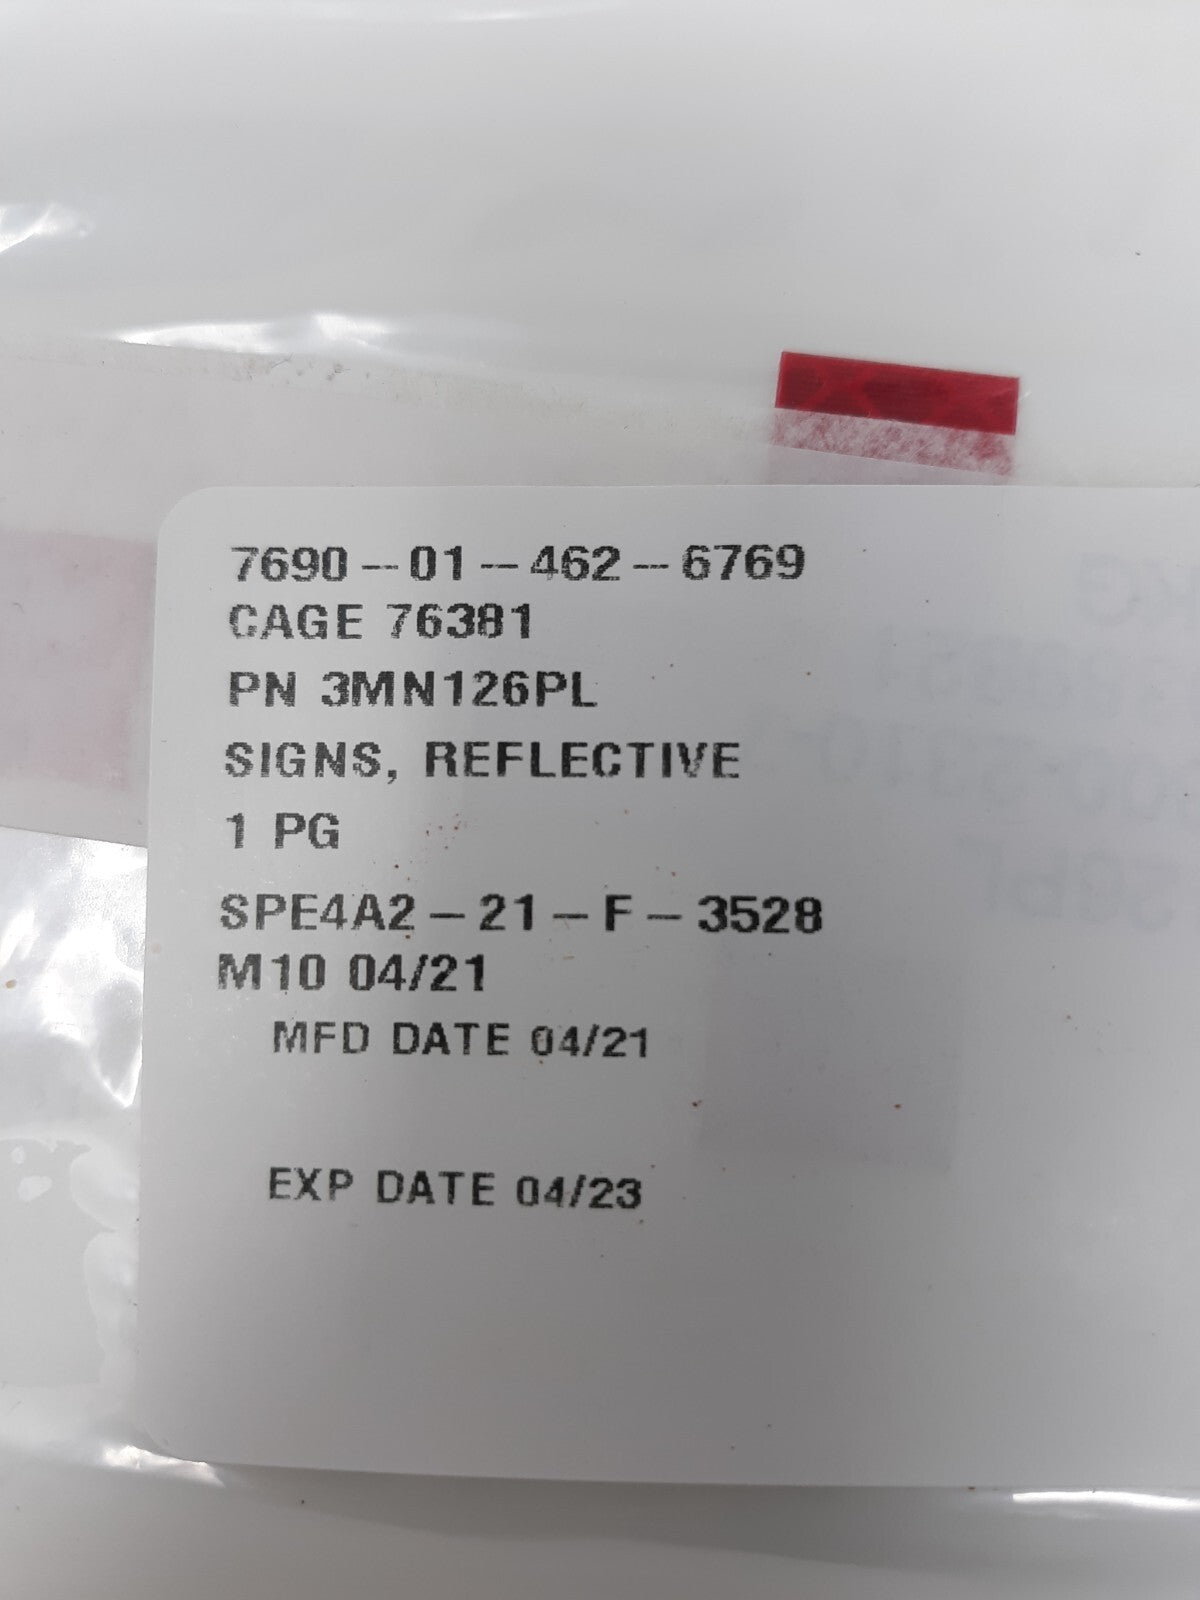 7690-01-462-6769
CAGE 76381
PN 3MN126PL
SIGNS, REFLECTIVE
1 PG
SPE4A2-21-F-3528
M10 04/21
MFD DATE 04/21
EXP DATE 04/23